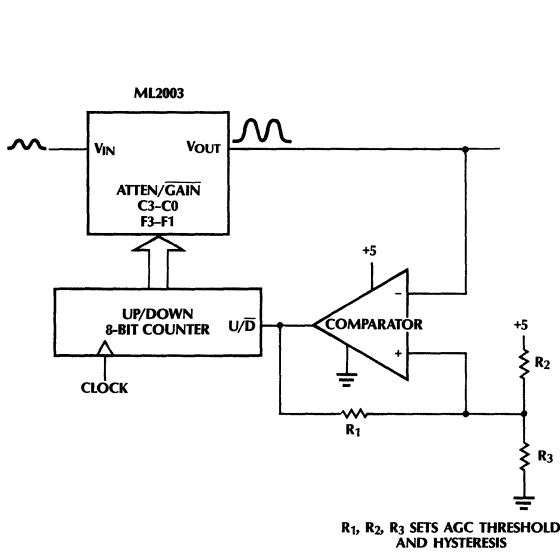 ML2003
VIN
VOUT
ATTEN/GAIN
C3–C0
F3–F1
+5
UP/DOWN
8-BIT COUNTER
U/D
COMPARATOR
−
+
+5
CLOCK
R2
R1
R3
R1, R2, R3 SETS AGC THRESHOLD
AND HYSTERESIS